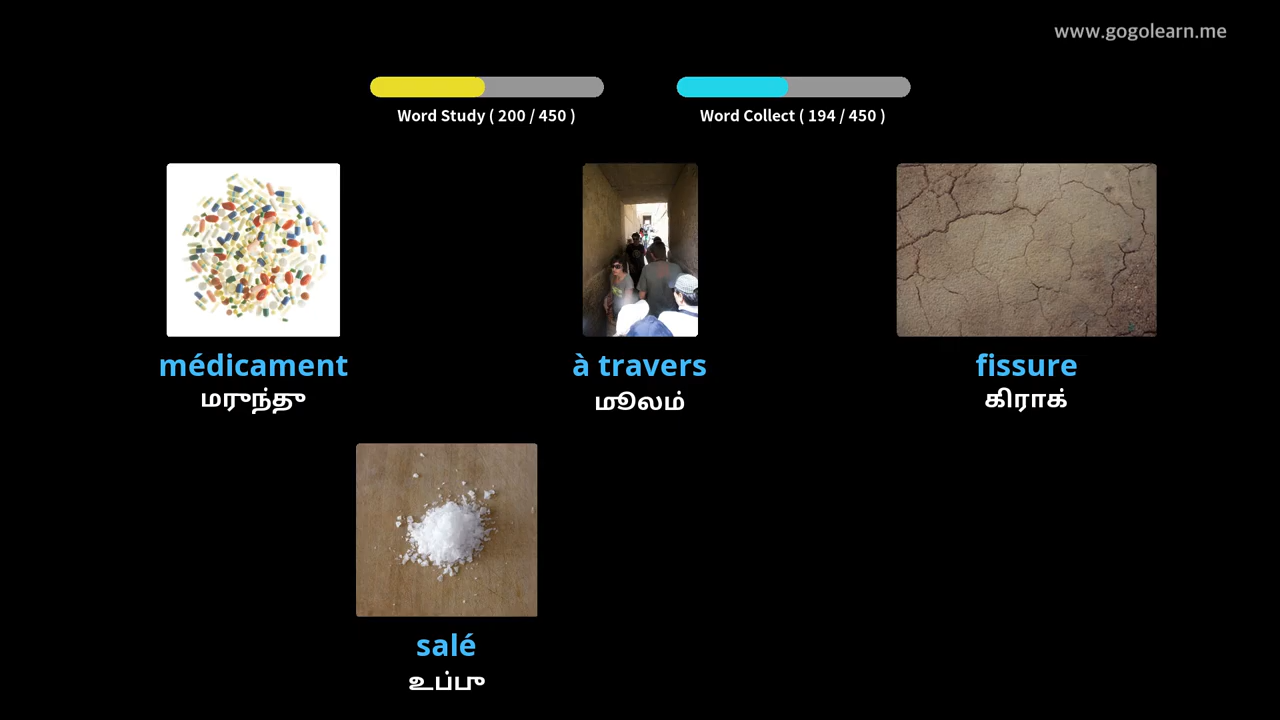 www.gogolearn.me
Word Study ( 200 / 450 )
Word Collect ( 194 / 450 )
médicament
மருந்து
à travers
மூலம்
fissure
கிராக்
salé
உப்பு